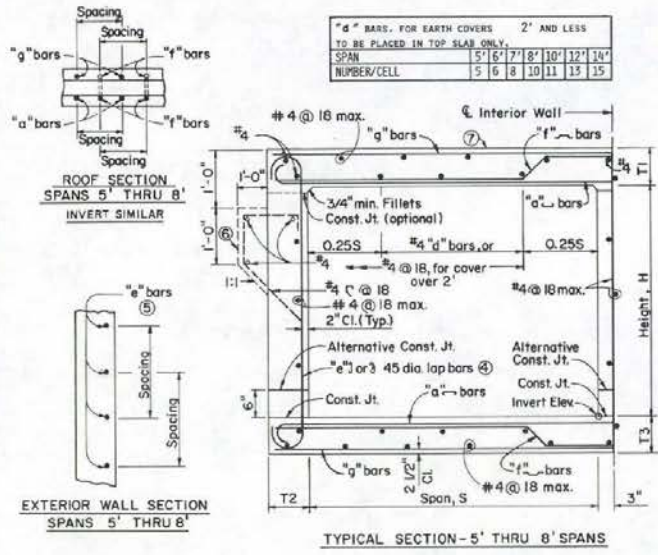 Spacing
Spacing
"g"bars
"f"bars
"a"bars
"f"bars
Spacing
Spacing
ROOF SECTION
SPANS 5' THRU 8'
INVERT SIMILAR
"d" BARS, FOR EARTH COVERS 2' AND LESS
TO BE PLACED IN TOP SLAB ONLY.
SPAN 5' 6' 7' 8' 10' 12' 14'
NUMBER/CELL 5 6 8 10 11 13 15
℄ Interior Wall
#4 @ 18 max.
"g"bars
7
"f" bars
#4
#4
T1
1'-0"
1'-0"
"a" bars
3/4" min. Fillets
Const. Jt. (optional)
1'-0"
6
0.25S
#4 "d" bars, or
0.25S
#4
#4 @ 18, for cover
over 2'
1:1
#4 @ 18
#4 @ 18 max.
#4 @ 18 max.
2" Cl. (Typ.)
Height, H
Alternative Const. Jt.
Alternative
Const. Jt.
"e" or 45 dia. lap bars 4
6"
Const. Jt.
"a" bars
Const. Jt.
Invert Elev.
T3
"g"bars
2 1/2"
Cl.
"f" bars
#4 @ 18 max.
T2
Span, S
3"
TYPICAL SECTION - 5' THRU 8' SPANS
"e" bars
5
Spacing
Spacing
EXTERIOR WALL SECTION
SPANS 5' THRU 8'